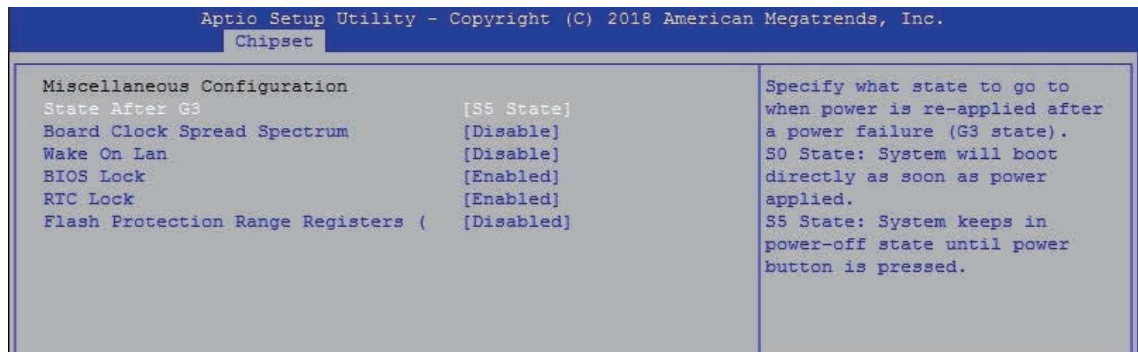 Aptio Setup Utility - Copyright (C) 2018 American Megatrends, Inc.
Chipset
Miscellaneous Configuration
State After G3 [S5 State]
Board Clock Spread Spectrum [Disable]
Wake On Lan [Disable]
BIOS Lock [Enabled]
RTC Lock [Enabled]
Flash Protection Range Registers ( [Disabled]
Specify what state to go to
when power is re-applied after
a power failure (G3 state).
S0 State: System will boot
directly as soon as power
applied.
S5 State: System keeps in
power-off state until power
button is pressed.